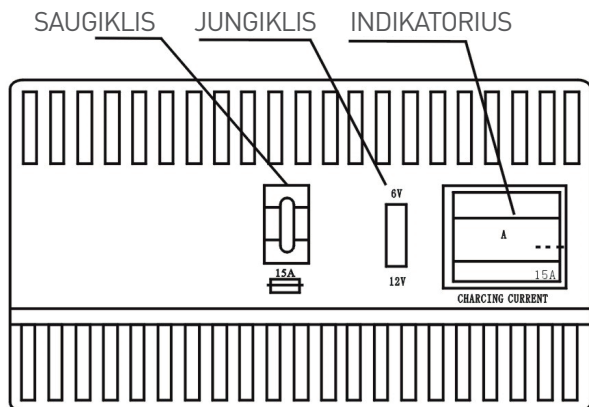 SAUGIKLIS JUNGIKLIS INDIKATORIUS
6V
A
15A
15A
12V
CHARCING CURRENT